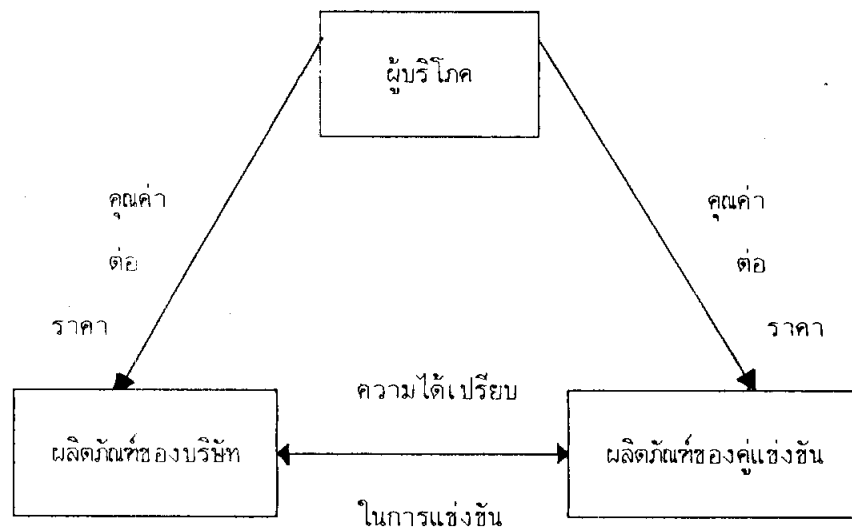 ผู้บริโภค
คุณค่า
ต่อ
ราคา
คุณค่า
ต่อ
ราคา
ผลิตภัณฑ์ของบริษัท
ความได้เปรียบ
ในการแข่งขัน
ผลิตภัณฑ์ของคู่แข่งขัน